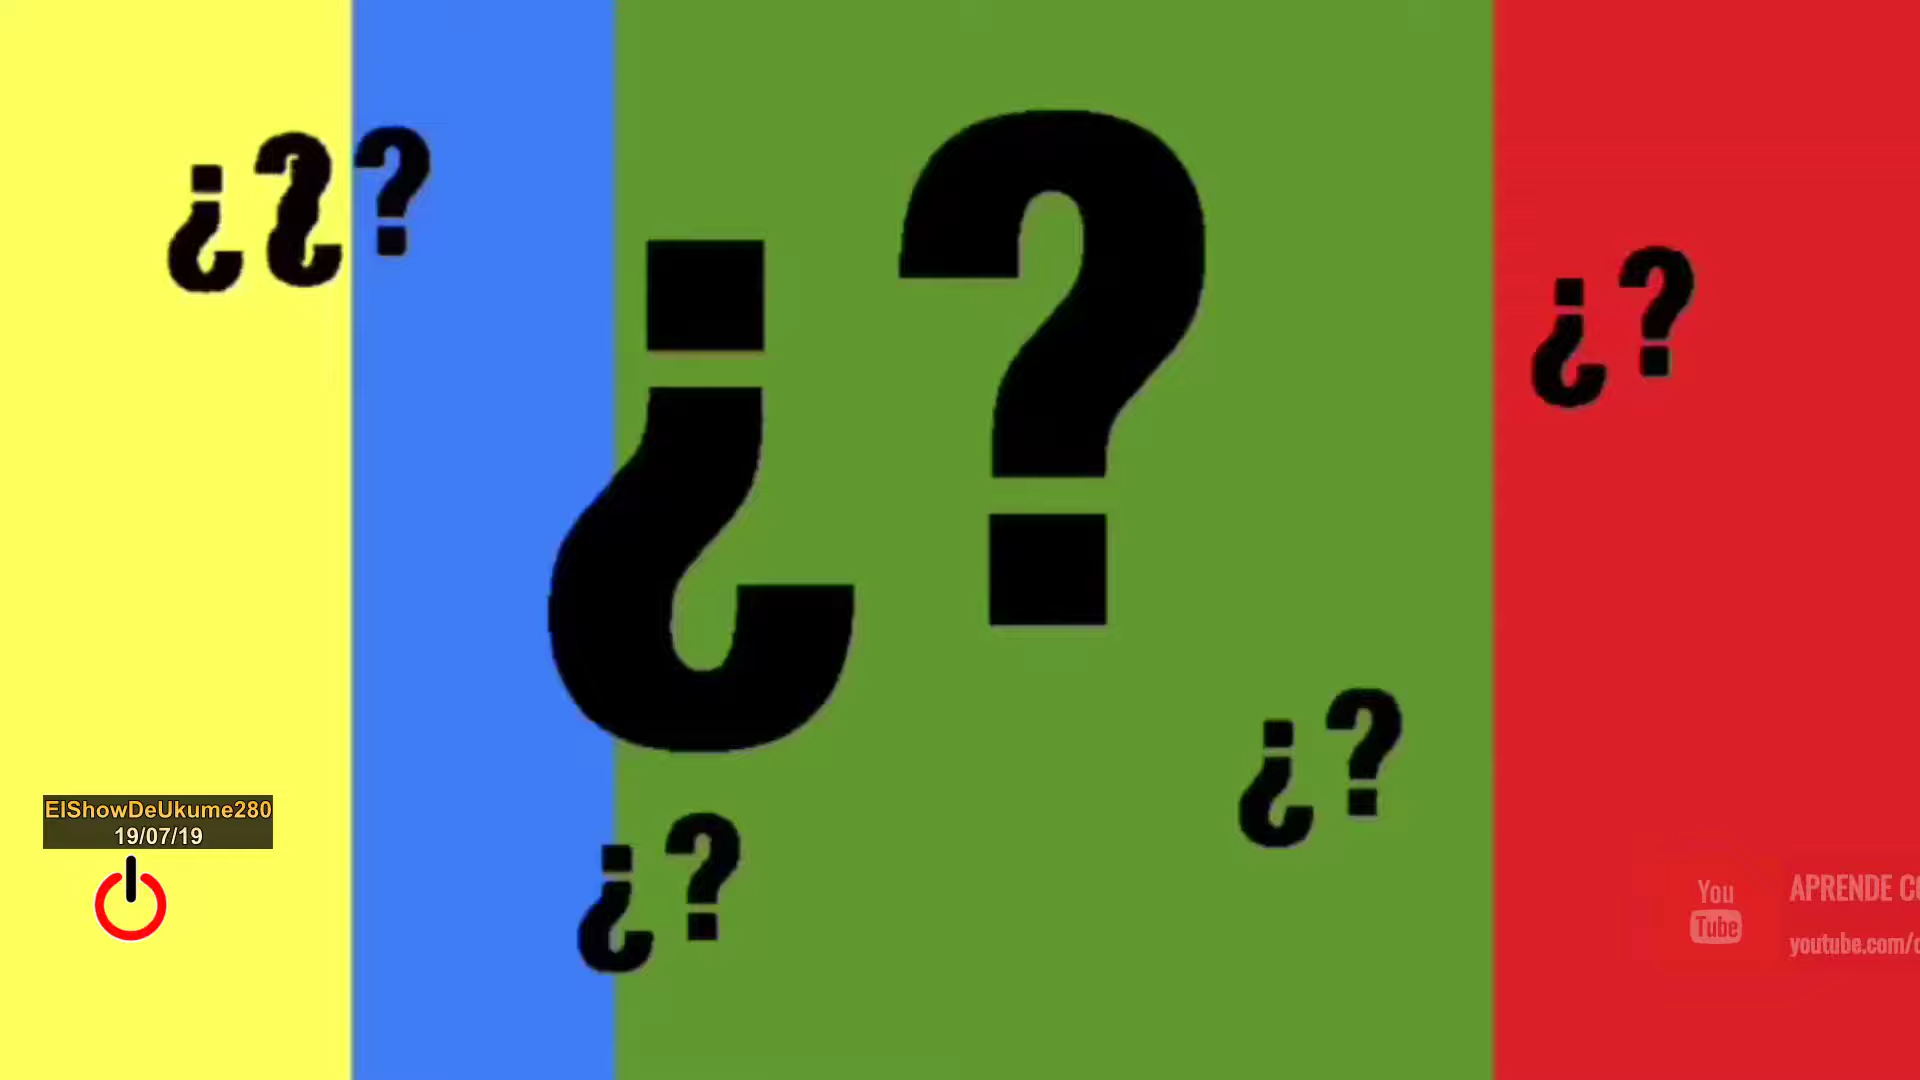 ¿??
¿?
¿?
¿?
¿?
ElShowDeUkume280
19/07/19
You
Tube
APRENDE
youtube.com/